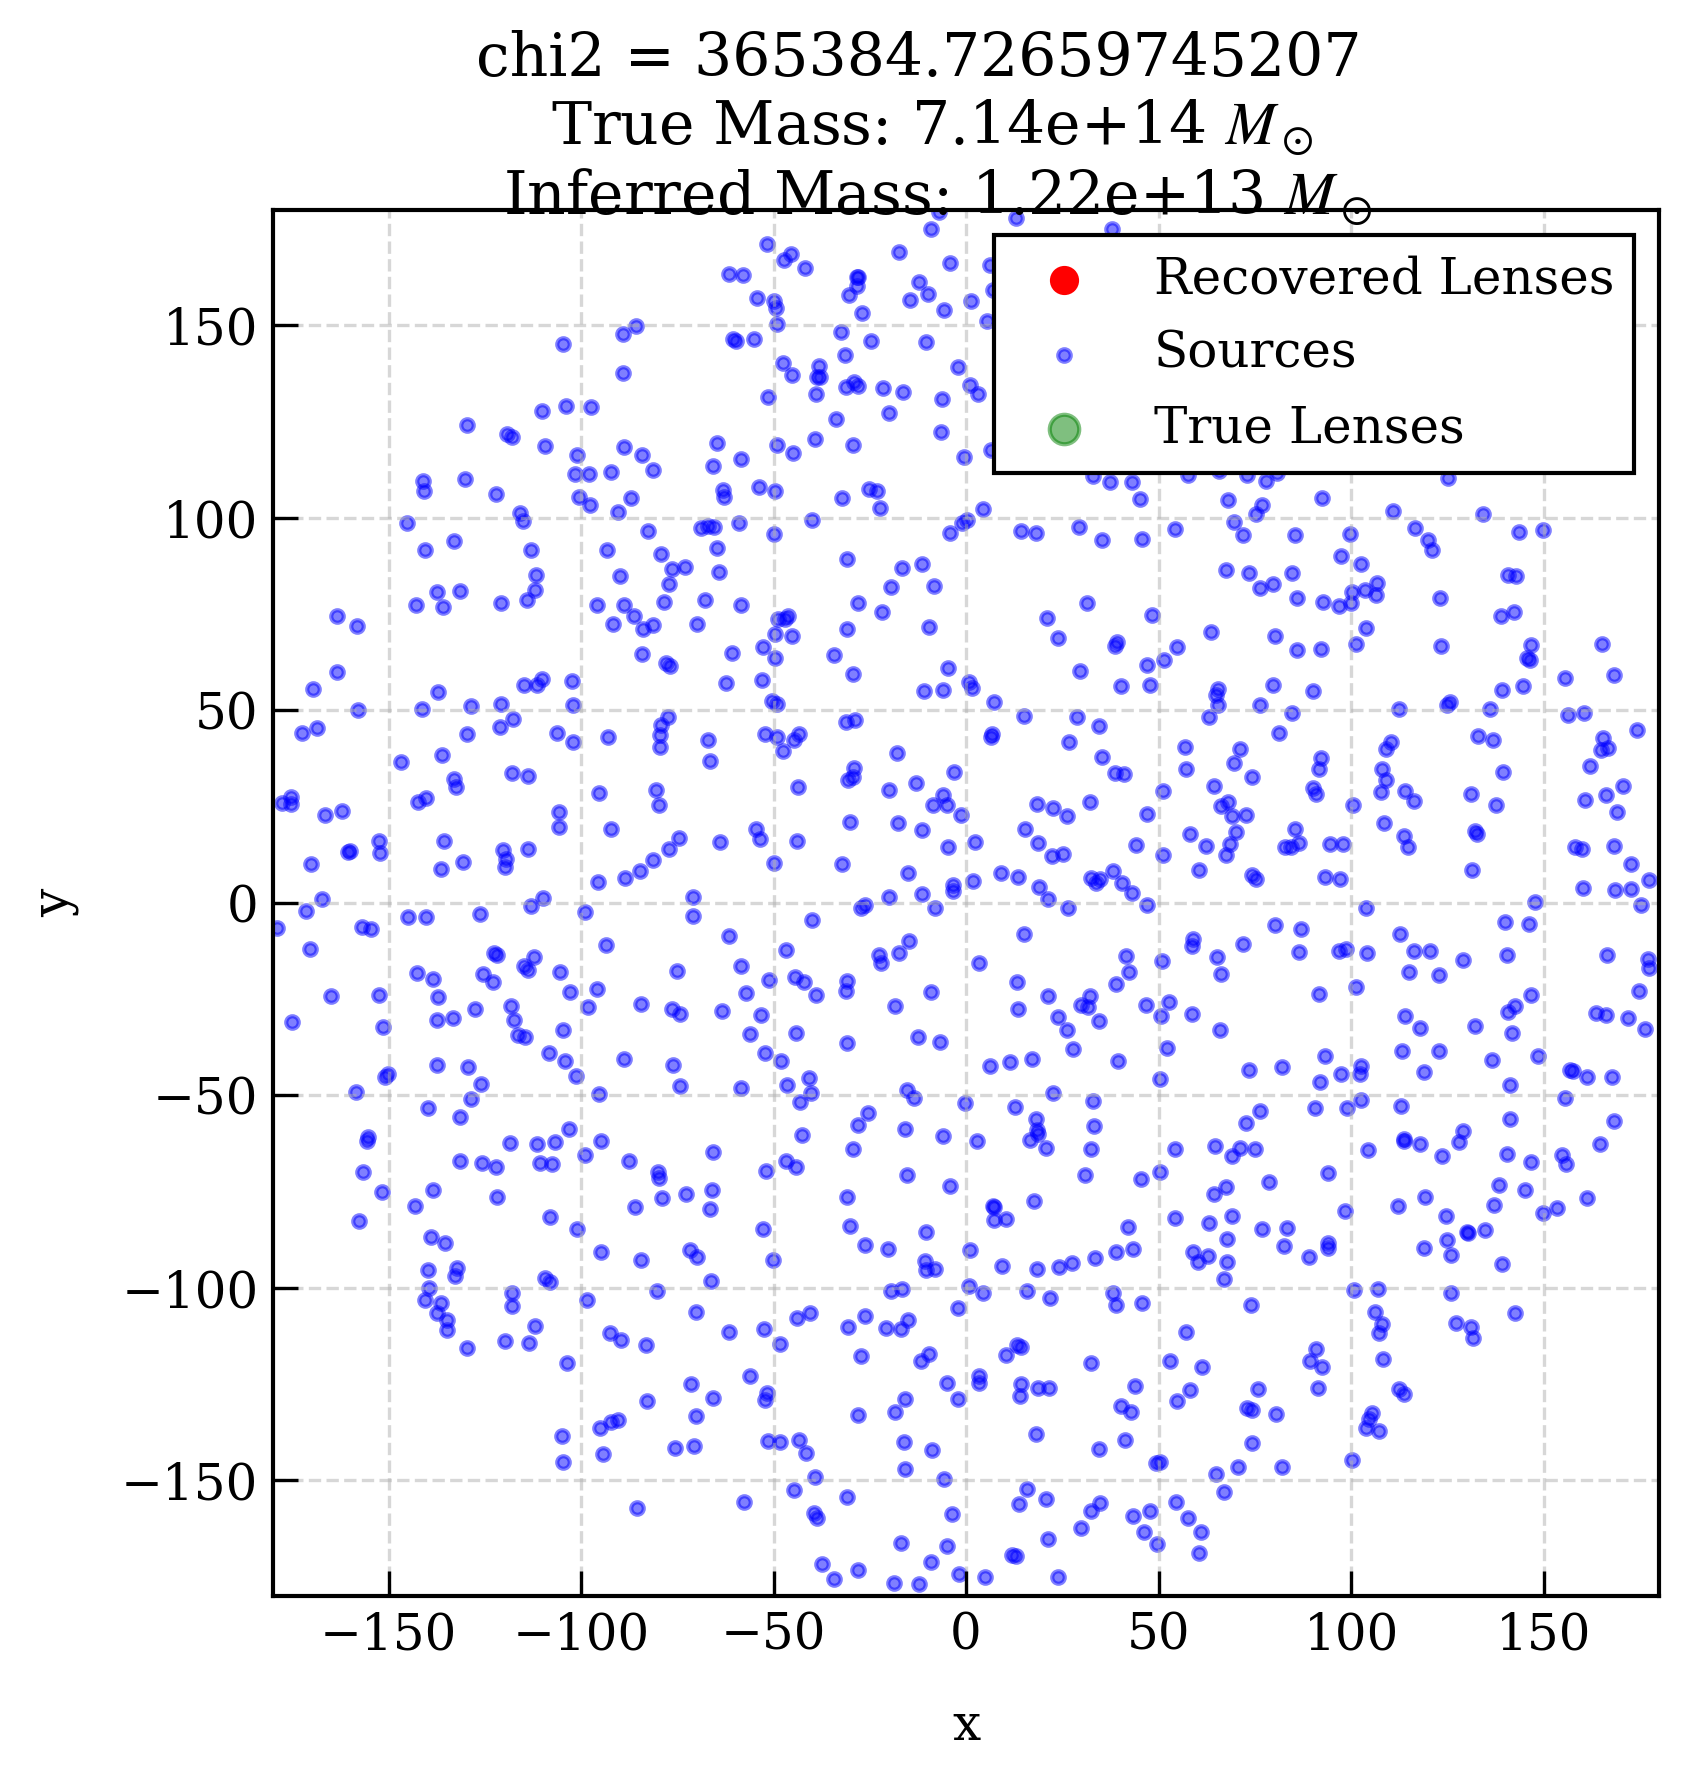 chi2 = 365384.72659745207
True Mass: 7.14e+14 M⊙
Inferred Mass: 1.22e+13 M⊙
Recovered Lenses
Sources
True Lenses
150
100
50
0
−50
−100
−150
y
−150 −100 −50 0 50 100 150
x